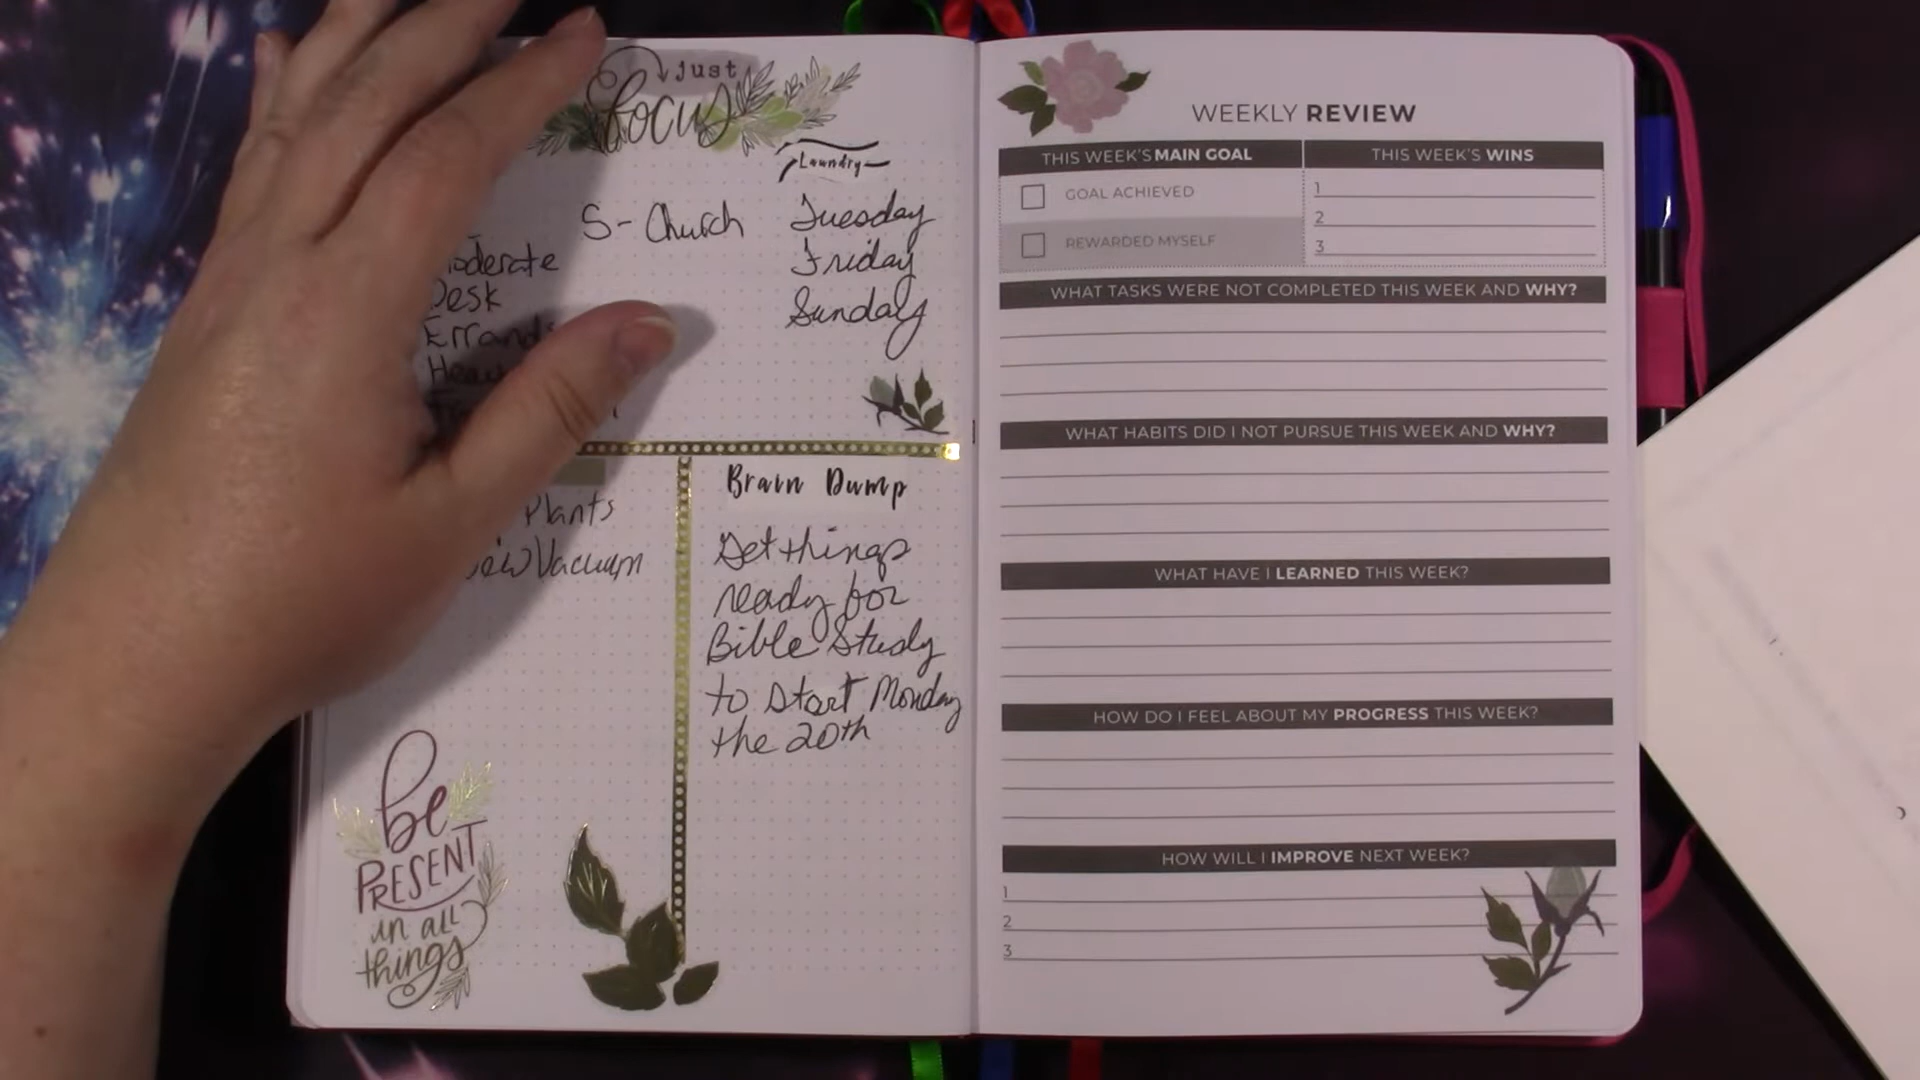 just
focus
Laundry
S- Church
Tuesday
Friday
Sunday
Moderate
Desk
Errands
Plants
New Vacuum
Brain Dump
Get things
ready for
Bible Study
to Start Monday
the 20th
be
PRESENT
in all
things
WEEKLY REVIEW
THIS WEEK'S MAIN GOAL
GOAL ACHIEVED
REWARDED MYSELF
THIS WEEK'S WINS
1
2
3
WHAT TASKS WERE NOT COMPLETED THIS WEEK AND WHY?
WHAT HABITS DID I NOT PURSUE THIS WEEK AND WHY?
WHAT HAVE I LEARNED THIS WEEK?
HOW DO I FEEL ABOUT MY PROGRESS THIS WEEK?
HOW WILL I IMPROVE NEXT WEEK?
1
2
3